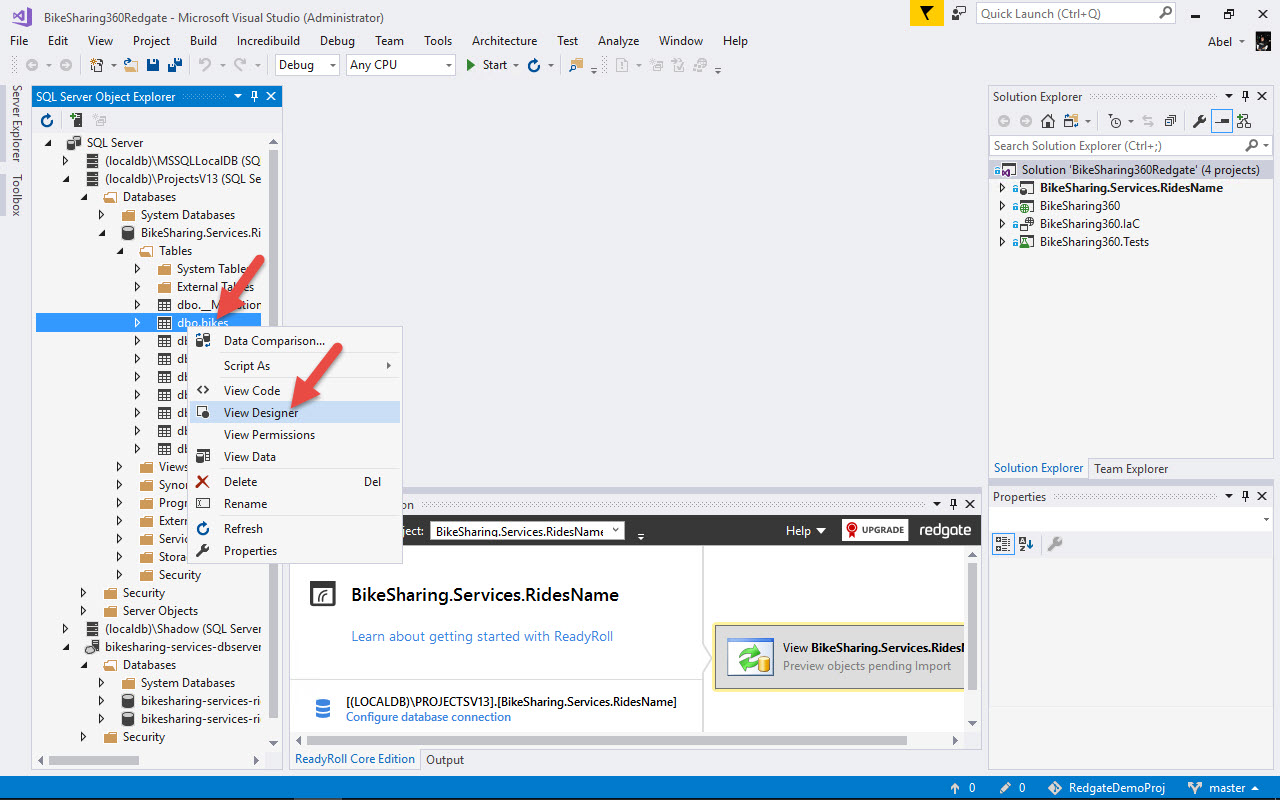 BikeSharing360Redgate - Microsoft Visual Studio (Administrator)
Quick Launch (Ctrl+Q)
File Edit View Project Build Incredibuild Debug Team Tools Architecture Test Analyze Window Help
Abel
Debug Any CPU Start
Server Explorer
Toolbox
SQL Server Object Explorer
SQL Server
(localdb)\MSSQLLocalDB (SQ
(localdb)\ProjectsV13 (SQL Se
Databases
System Databases
BikeSharing.Services.Ri
Tables
System Table
External Tables
dbo.__M
dbo.bikes
db
db
db
db
db
db
db
Views
Syno
Progr
Extern
Servic
Stora
Security
Security
Server Objects
(localdb)\Shadow (SQL Server
bikesharing-services-dbserver
Databases
System Databases
bikesharing-services-ri
bikesharing-services-ri
Security
Data Comparison...
Script As
View Code
View Designer
View Permissions
View Data
Delete Del
Rename
Refresh
Properties
on
ject: BikeSharing.Services.RidesName
Help UPGRADE redgate
BikeSharing.Services.RidesName
Learn about getting started with ReadyRoll
[(LOCALDB)\PROJECTSV13].[BikeSharing.Services.RidesName]
Configure database connection
View BikeSharing.Services.Rides
Preview objects pending Import
ReadyRoll Core Edition Output
Solution Explorer
Search Solution Explorer (Ctrl+;)
Solution 'BikeSharing360Redgate' (4 projects)
BikeSharing.Services.RidesName
BikeSharing360
BikeSharing360.IaC
BikeSharing360.Tests
Solution Explorer Team Explorer
Properties
0 0 RedgateDemoProj master